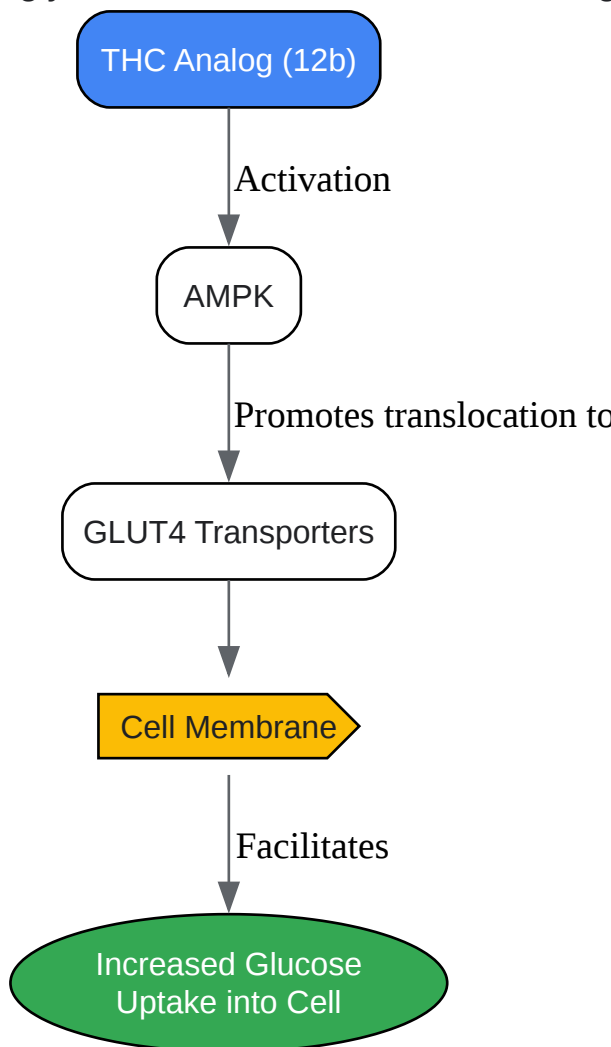 THC Analog (12b)
Activation
AMPK
Promotes translocation to
GLUT4 Transporters
Cell Membrane
Facilitates
Increased Glucose
Uptake into Cell